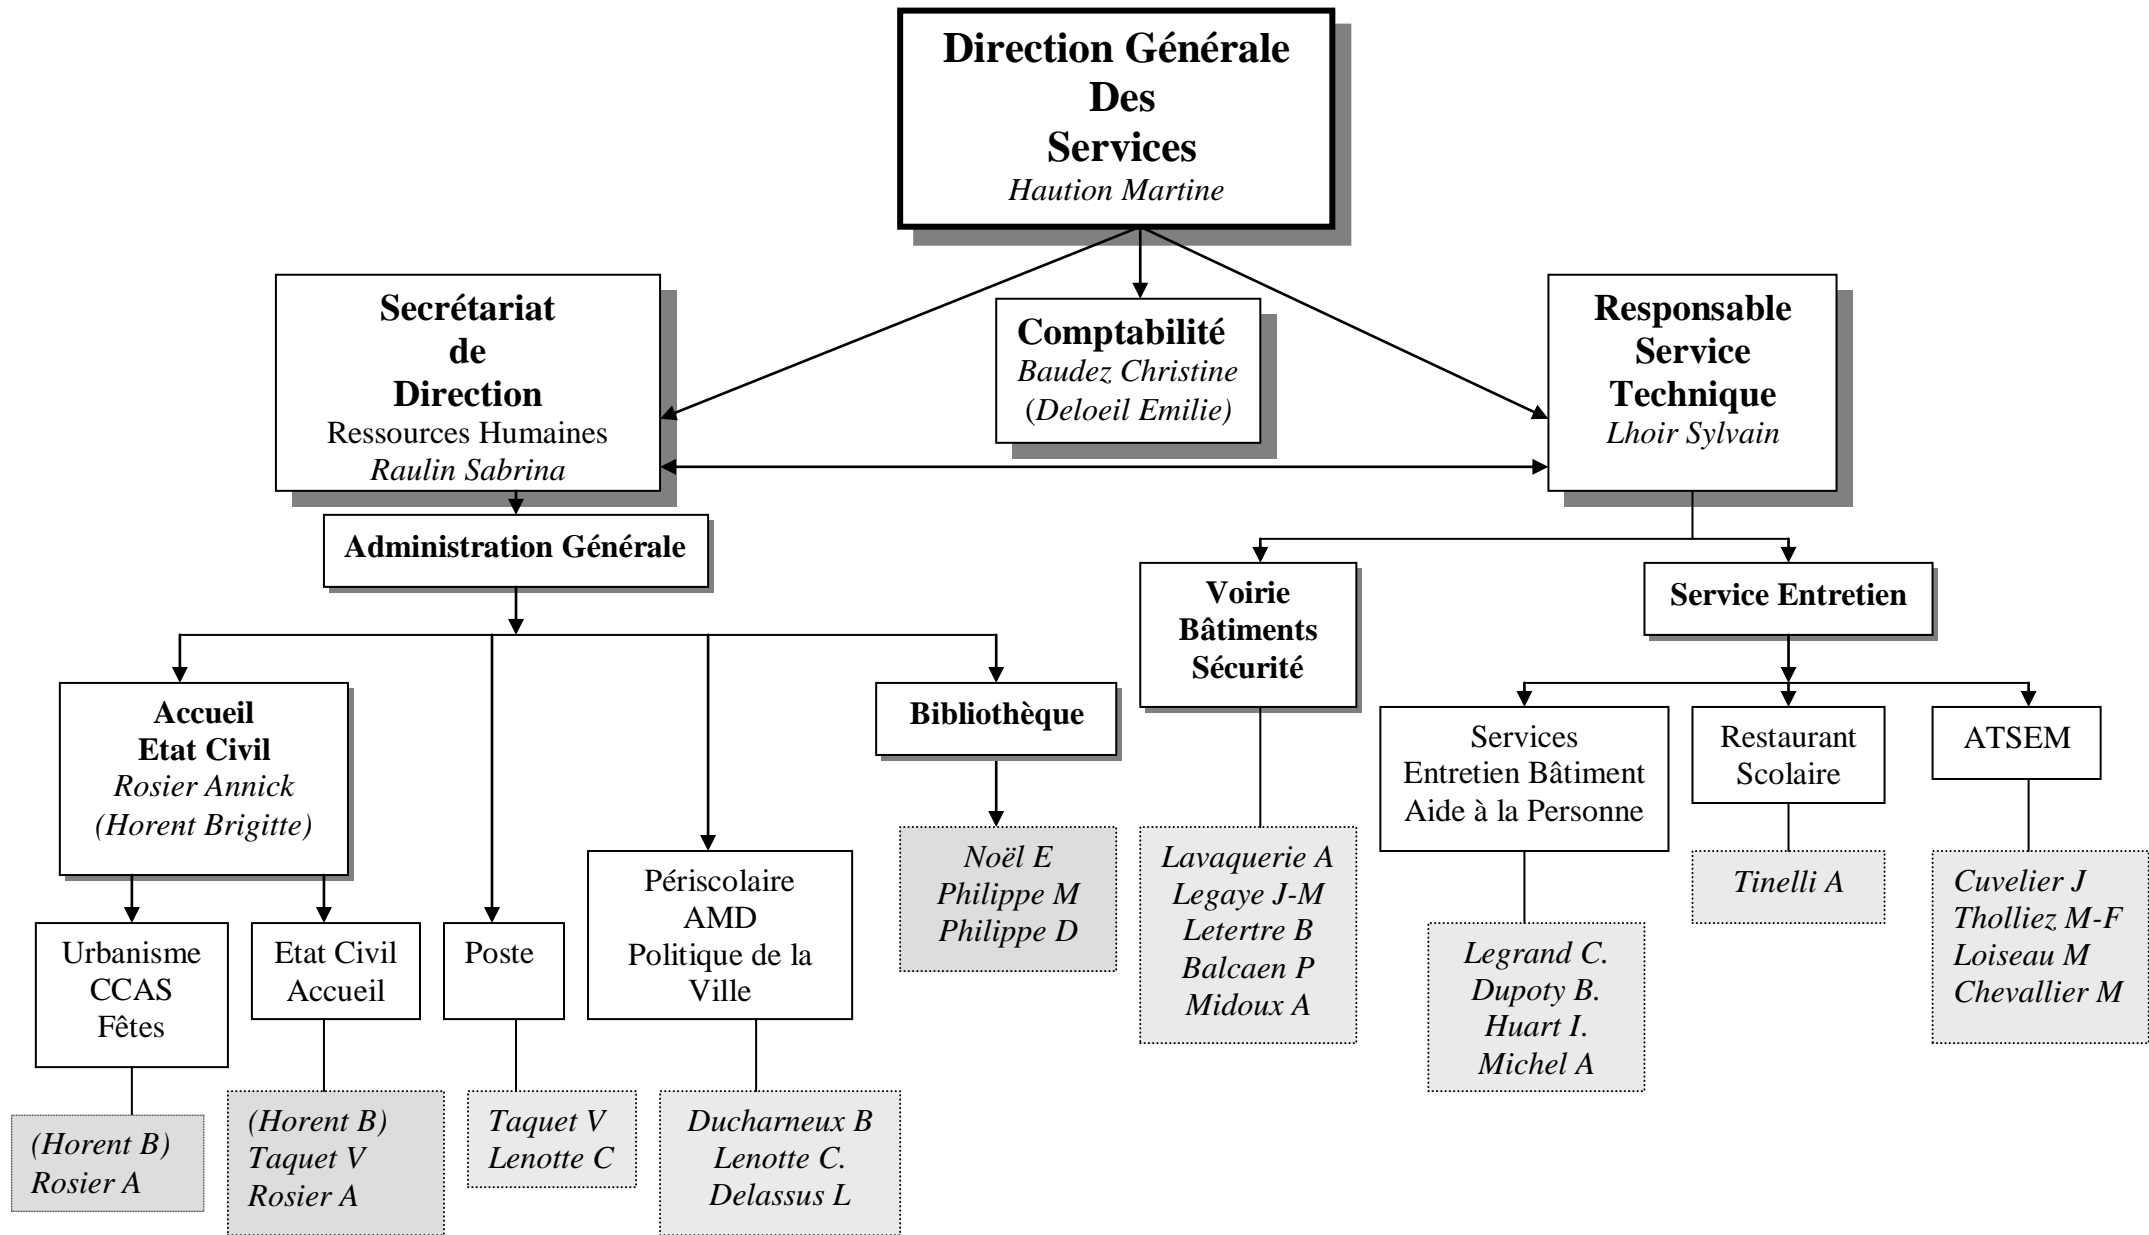 Direction Générale
Des
Services
Haution Martine
Secrétariat
de
Direction
Ressources Humaines
Raulin Sabrina
Comptabilité
Baudez Christine
(Deloeil Emilie)
Responsable
Service
Technique
Lhoir Sylvain
Administration Générale
Voirie
Bâtiments
Sécurité
Service Entretien
Accueil
Etat Civil
Rosier Annick
(Horent Brigitte)
Bibliothèque
Services
Entretien Bâtiment
Aide à la Personne
Restaurant
Scolaire
ATSEM
Urbanisme
CCAS
Fêtes
Etat Civil
Accueil
Poste
Périscolaire
AMD
Politique de la
Ville
Noël E
Philippe M
Philippe D
Lavaquerie A
Legaye J-M
Letertre B
Balcaen P
Midoux A
Legrand C.
Dupoty B.
Huart I.
Michel A
Tinelli A
Cuvelier J
Tholliez M-F
Loiseau M
Chevallier M
(Horent B)
Rosier A
(Horent B)
Taquet V
Rosier A
Taquet V
Lenotte C
Ducharneux B
Lenotte C.
Delassus L